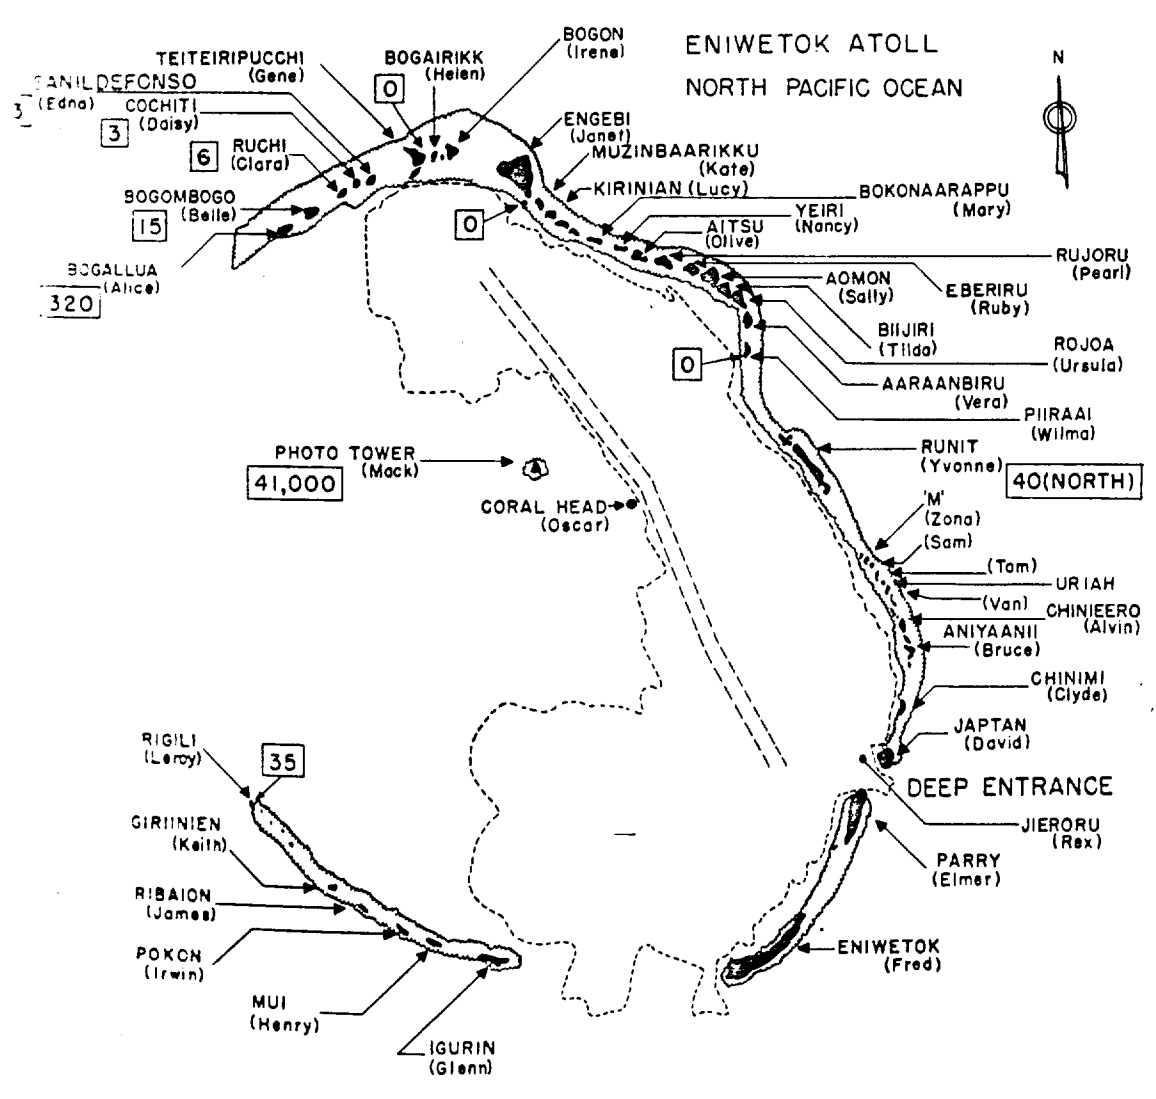 ENIWETOK ATOLL
NORTH PACIFIC OCEAN
N
BOGON
(Irene)
TEITEIRIPUCCHI
(Gene)
BOGAIRIKK
(Helen)
0
SANILDEFONSO
(Edna)
3
COCHITI
(Daisy)
3
RUCHI
(Clara)
6
BOGOMBOGO
(Belle)
15
BOGALLUA
(Alice)
320
ENGEBI
(Janet)
MUZINBAARIKKU
(Kate)
KIRINIAN (Lucy)
0
BOKONAARAPPU
(Mary)
YEIRI
(Nancy)
AITSU
(Olive)
RUJORU
(Pearl)
EBERIRU
(Ruby)
AOMON
(Sally)
BIIJIRI
(Tilda)
ROJOA
(Ursula)
0
AARAANBIRU
(Vera)
PIIRAAI
(Wilma)
RUNIT
(Yvonne)
40(NORTH)
PHOTO TOWER
(Mack)
41,000
CORAL HEAD
(Oscar)
'M'
(Zona)
(Sam)
(Tom)
URIAH
(Van)
CHINIEERO
(Alvin)
ANIYAANII
(Bruce)
CHINIMI
(Clyde)
JAPTAN
(David)
DEEP ENTRANCE
JIERORU
(Rex)
PARRY
(Elmer)
ENIWETOK
(Fred)
RIGILI
(Leroy)
35
GIRIINIEN
(Keith)
RIBAION
(James)
POKON
(Irwin)
MUI
(Henry)
IGURIN
(Glenn)